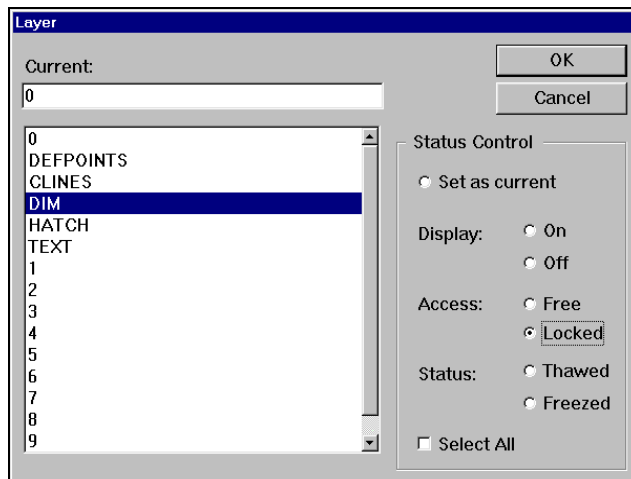 Layer
Current:
0
OK
Cancel
0
DEFPOINTS
CLINES
DIM
HATCH
TEXT
1
2
3
4
5
6
7
8
9
Status Control
Set as current
Display:
On
Off
Access:
Free
Locked
Status:
Thawed
Freezed
Select All